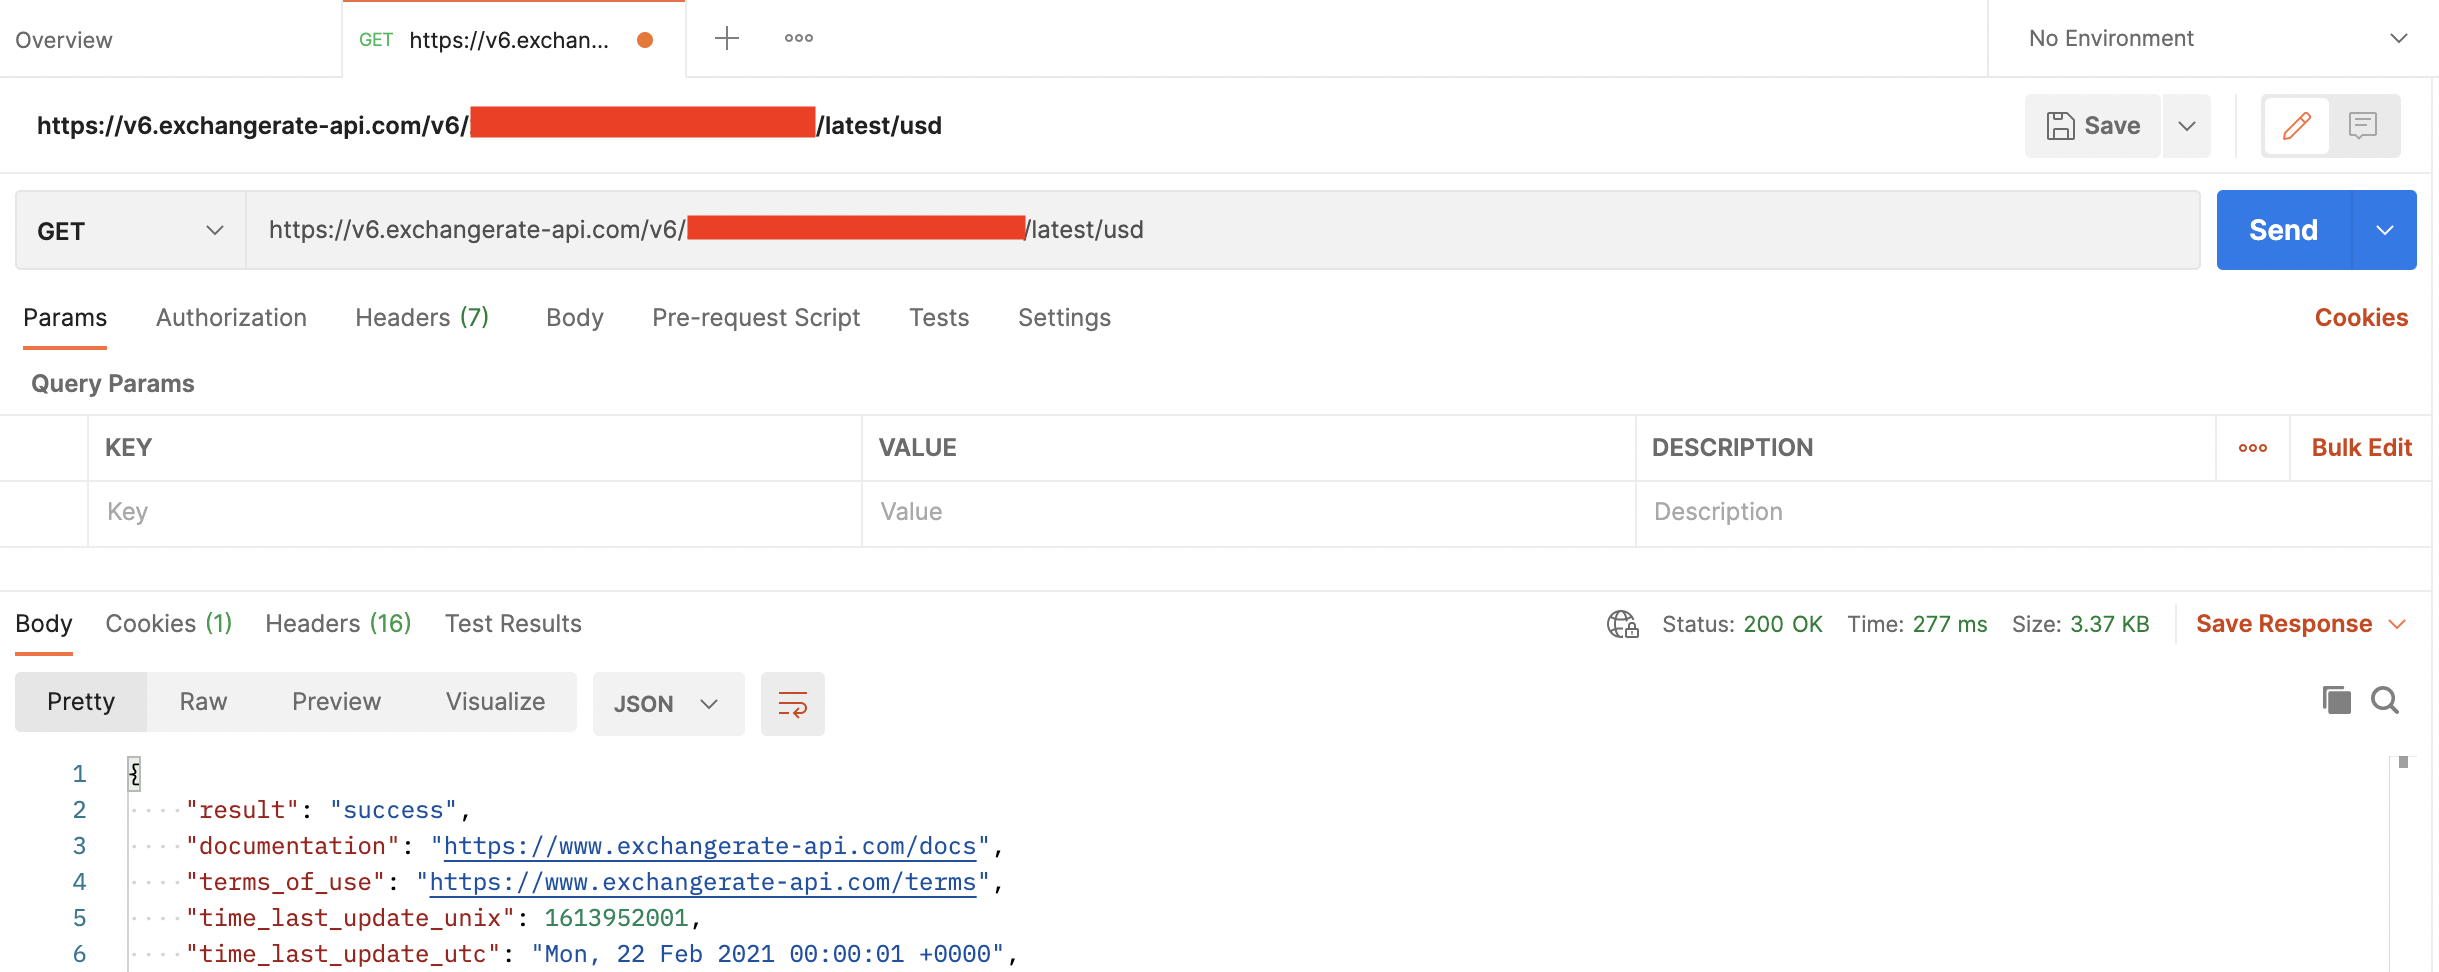 Overview GET https://v6.exchan... No Environment
https://v6.exchangerate-api.com/v6/ /latest/usd Save
GET https://v6.exchangerate-api.com/v6/ /latest/usd Send
Params Authorization Headers (7) Body Pre-request Script Tests Settings Cookies
Query Params
KEY VALUE DESCRIPTION Bulk Edit
Key Value Description
Body Cookies (1) Headers (16) Test Results Status: 200 OK Time: 277 ms Size: 3.37 KB Save Response
Pretty Raw Preview Visualize JSON
1 {
2 "result": "success",
3 "documentation": "https://www.exchangerate-api.com/docs",
4 "terms_of_use": "https://www.exchangerate-api.com/terms",
5 "time_last_update_unix": 1613952001,
6 "time_last_update_utc": "Mon, 22 Feb 2021 00:00:01 +0000",